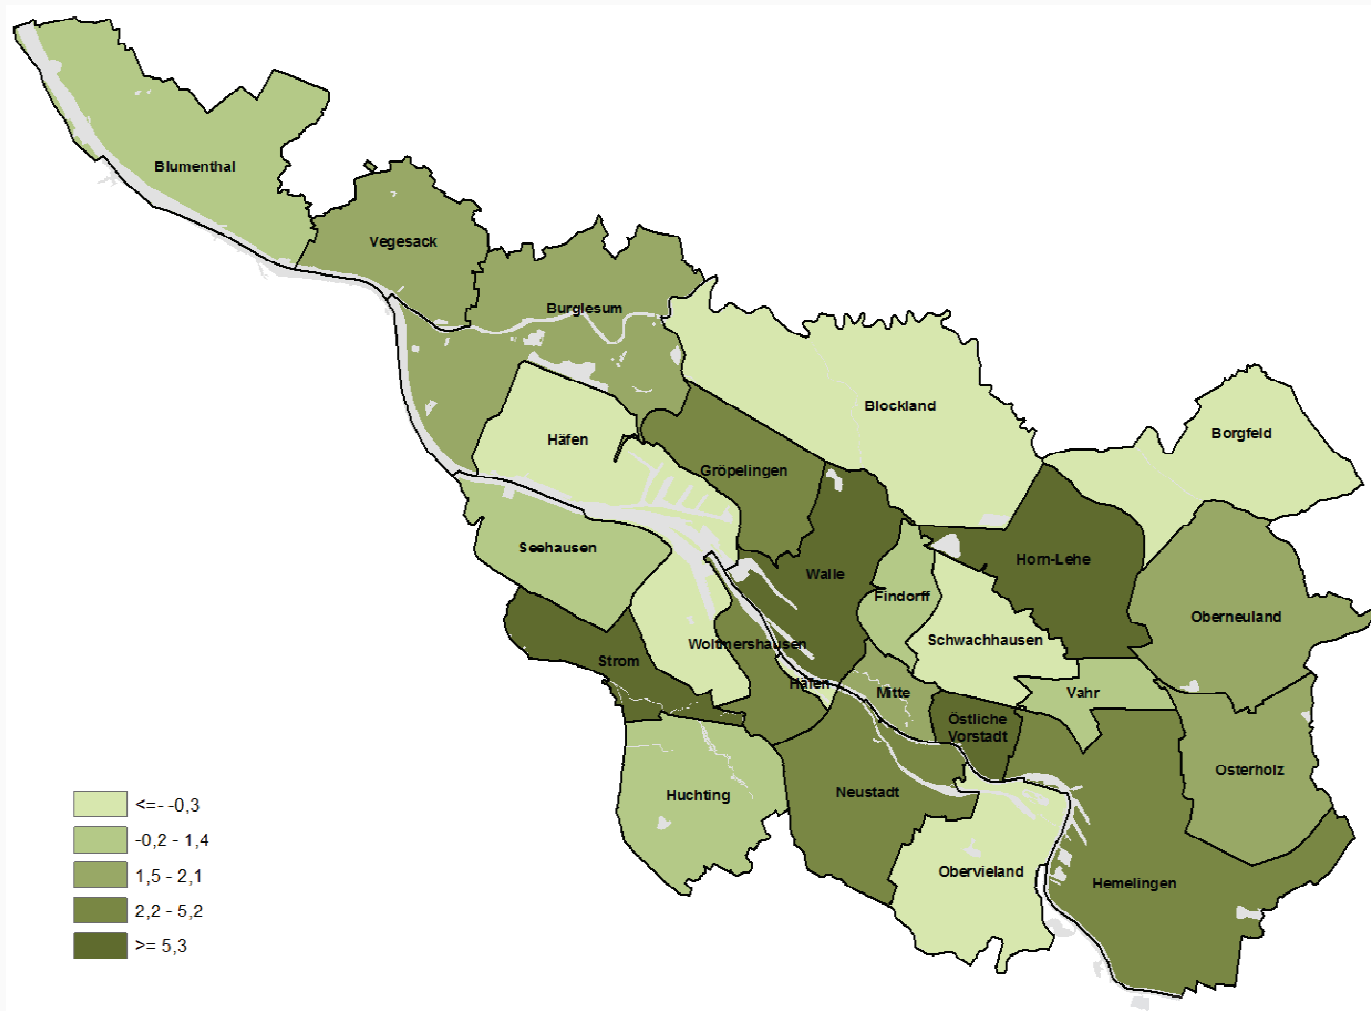 Blumenthal
Vegesack
Burglesum
Blockland
Borgfeld
Häfen
Gröpelingen
Seehausen
Walle
Findorff
Horn-Lehe
Oberneuland
Schwachhausen
Woltmershausen
Strom
Häfen
Mitte
Vahr
Östliche
Vorstadt
Osterholz
Huchting
Neustadt
Obervieland
Hemelingen
<=- -0,3
-0,2 - 1,4
1,5 - 2,1
2,2 - 5,2
>= 5,3